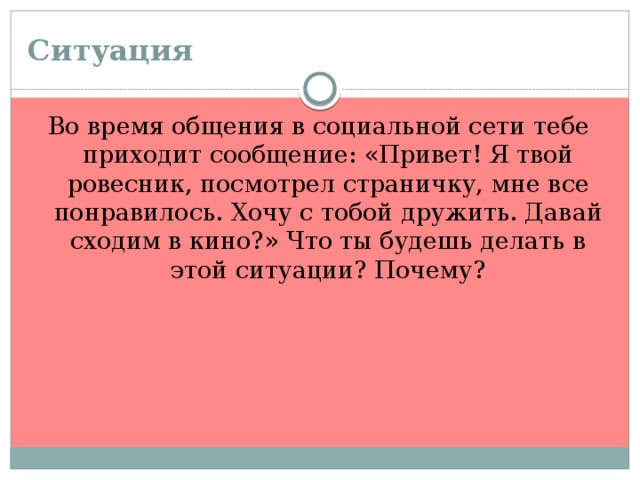 Ситуация
Во время общения в социальной сети тебе
приходит сообщение: «Привет! Я твой
ровесник, посмотрел страничку, мне все
понравилось. Хочу с тобой дружить. Давай
сходим в кино?» Что ты будешь делать в
этой ситуации? Почему?